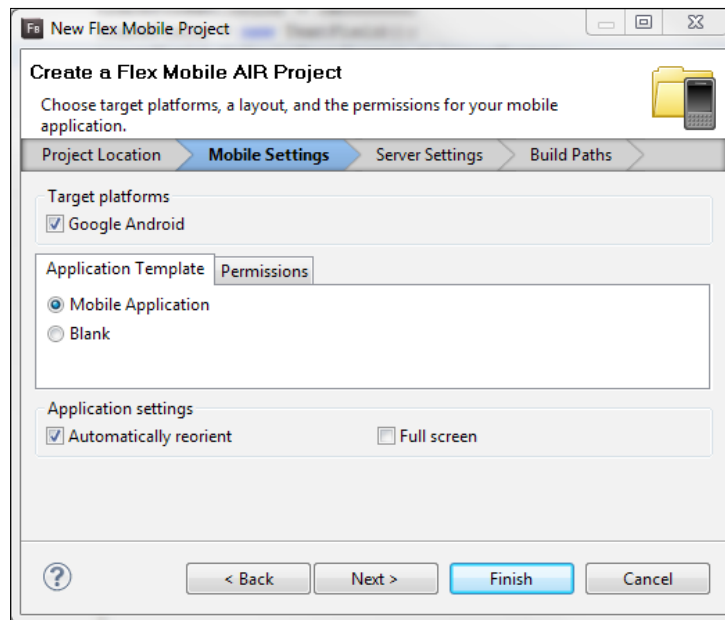 FB New Flex Mobile Project
Create a Flex Mobile AIR Project
Choose target platforms, a layout, and the permissions for your mobile
application.
Project Location Mobile Settings Server Settings Build Paths
Target platforms
Google Android
Application Template Permissions
Mobile Application
Blank
Application settings
Automatically reorient Full screen
? < Back Next > Finish Cancel